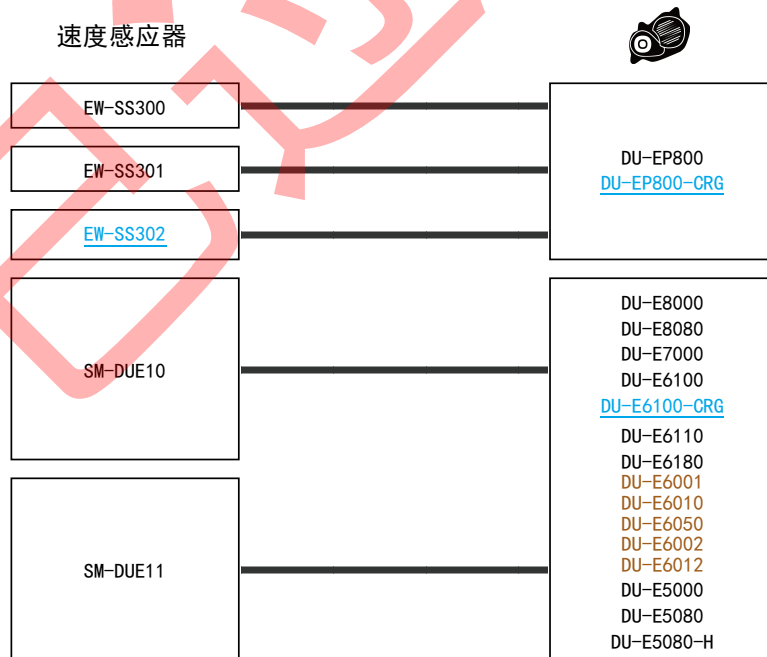 速度感应器
EW-SS300
EW-SS301
EW-SS302
SM-DUE10
SM-DUE11
DU-EP800
DU-EP800-CRG
DU-E8000
DU-E8080
DU-E7000
DU-E6100
DU-E6100-CRG
DU-E6110
DU-E6180
DU-E6001
DU-E6010
DU-E6050
DU-E6002
DU-E6012
DU-E5000
DU-E5080
DU-E5080-H